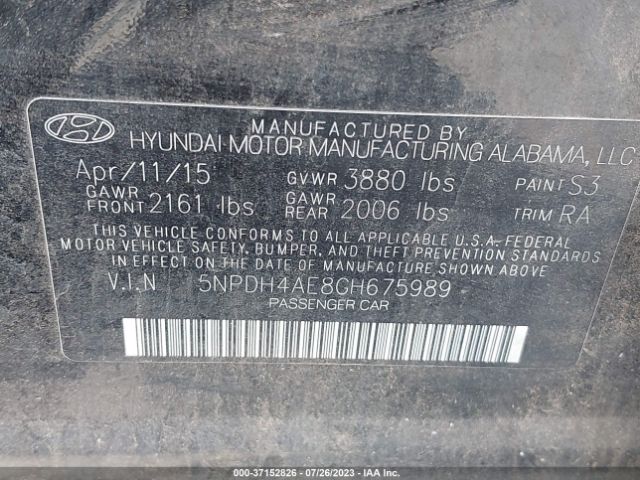 MANUFACTURED BY
HYUNDAI MOTOR MANUFACTURING ALABAMA, LLC
Apr/11/15 GVWR 3880 lbs PAINT S3
GAWR FRONT 2161 lbs GAWR REAR 2006 lbs TRIM RA
THIS VEHICLE CONFORMS TO ALL APPLICABLE U.S.A. FEDERAL
MOTOR VEHICLE SAFETY, BUMPER, AND THEFT PREVENTION STANDARDS
IN EFFECT ON THE DATE OF MANUFACTURE SHOWN ABOVE.
V.I.N 5NPDH4AE8GH675989
PASSENGER CAR
000-37152826 - 07/26/2023 - IAA Inc.